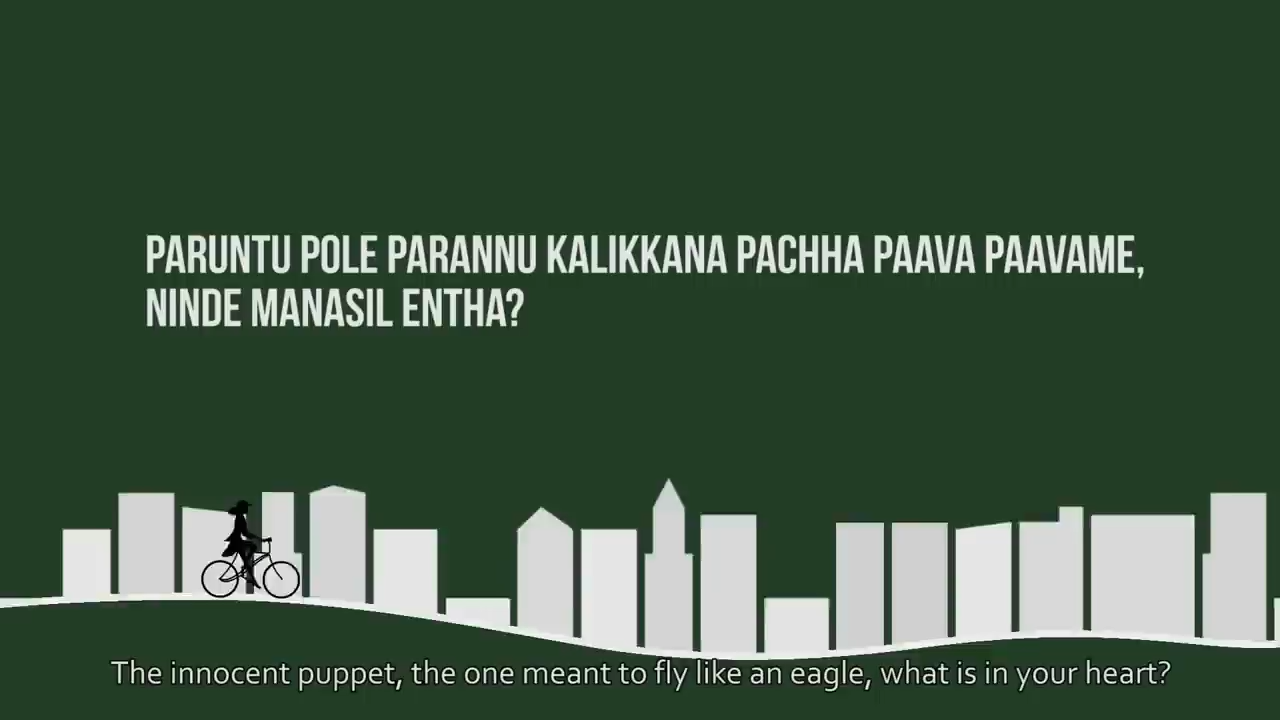 PARUNTU POLE PARANNU KALIKKANA PACHHA PAAVA PAAVAME,
NINDE MANASIL ENTHA?
The innocent puppet, the one meant to fly like an eagle, what is in your heart?